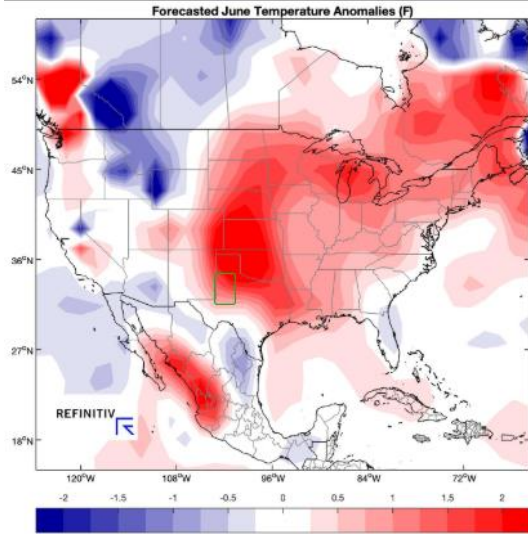 Forecasted June Temperature Anomalies (F)
54°N
45°N
36°N
27°N
18°N
REFINITIV
120°W 108°W 96°W 84°W 72°W
-2 -1.5 -1 -0.5 0 0.5 1 1.5 2